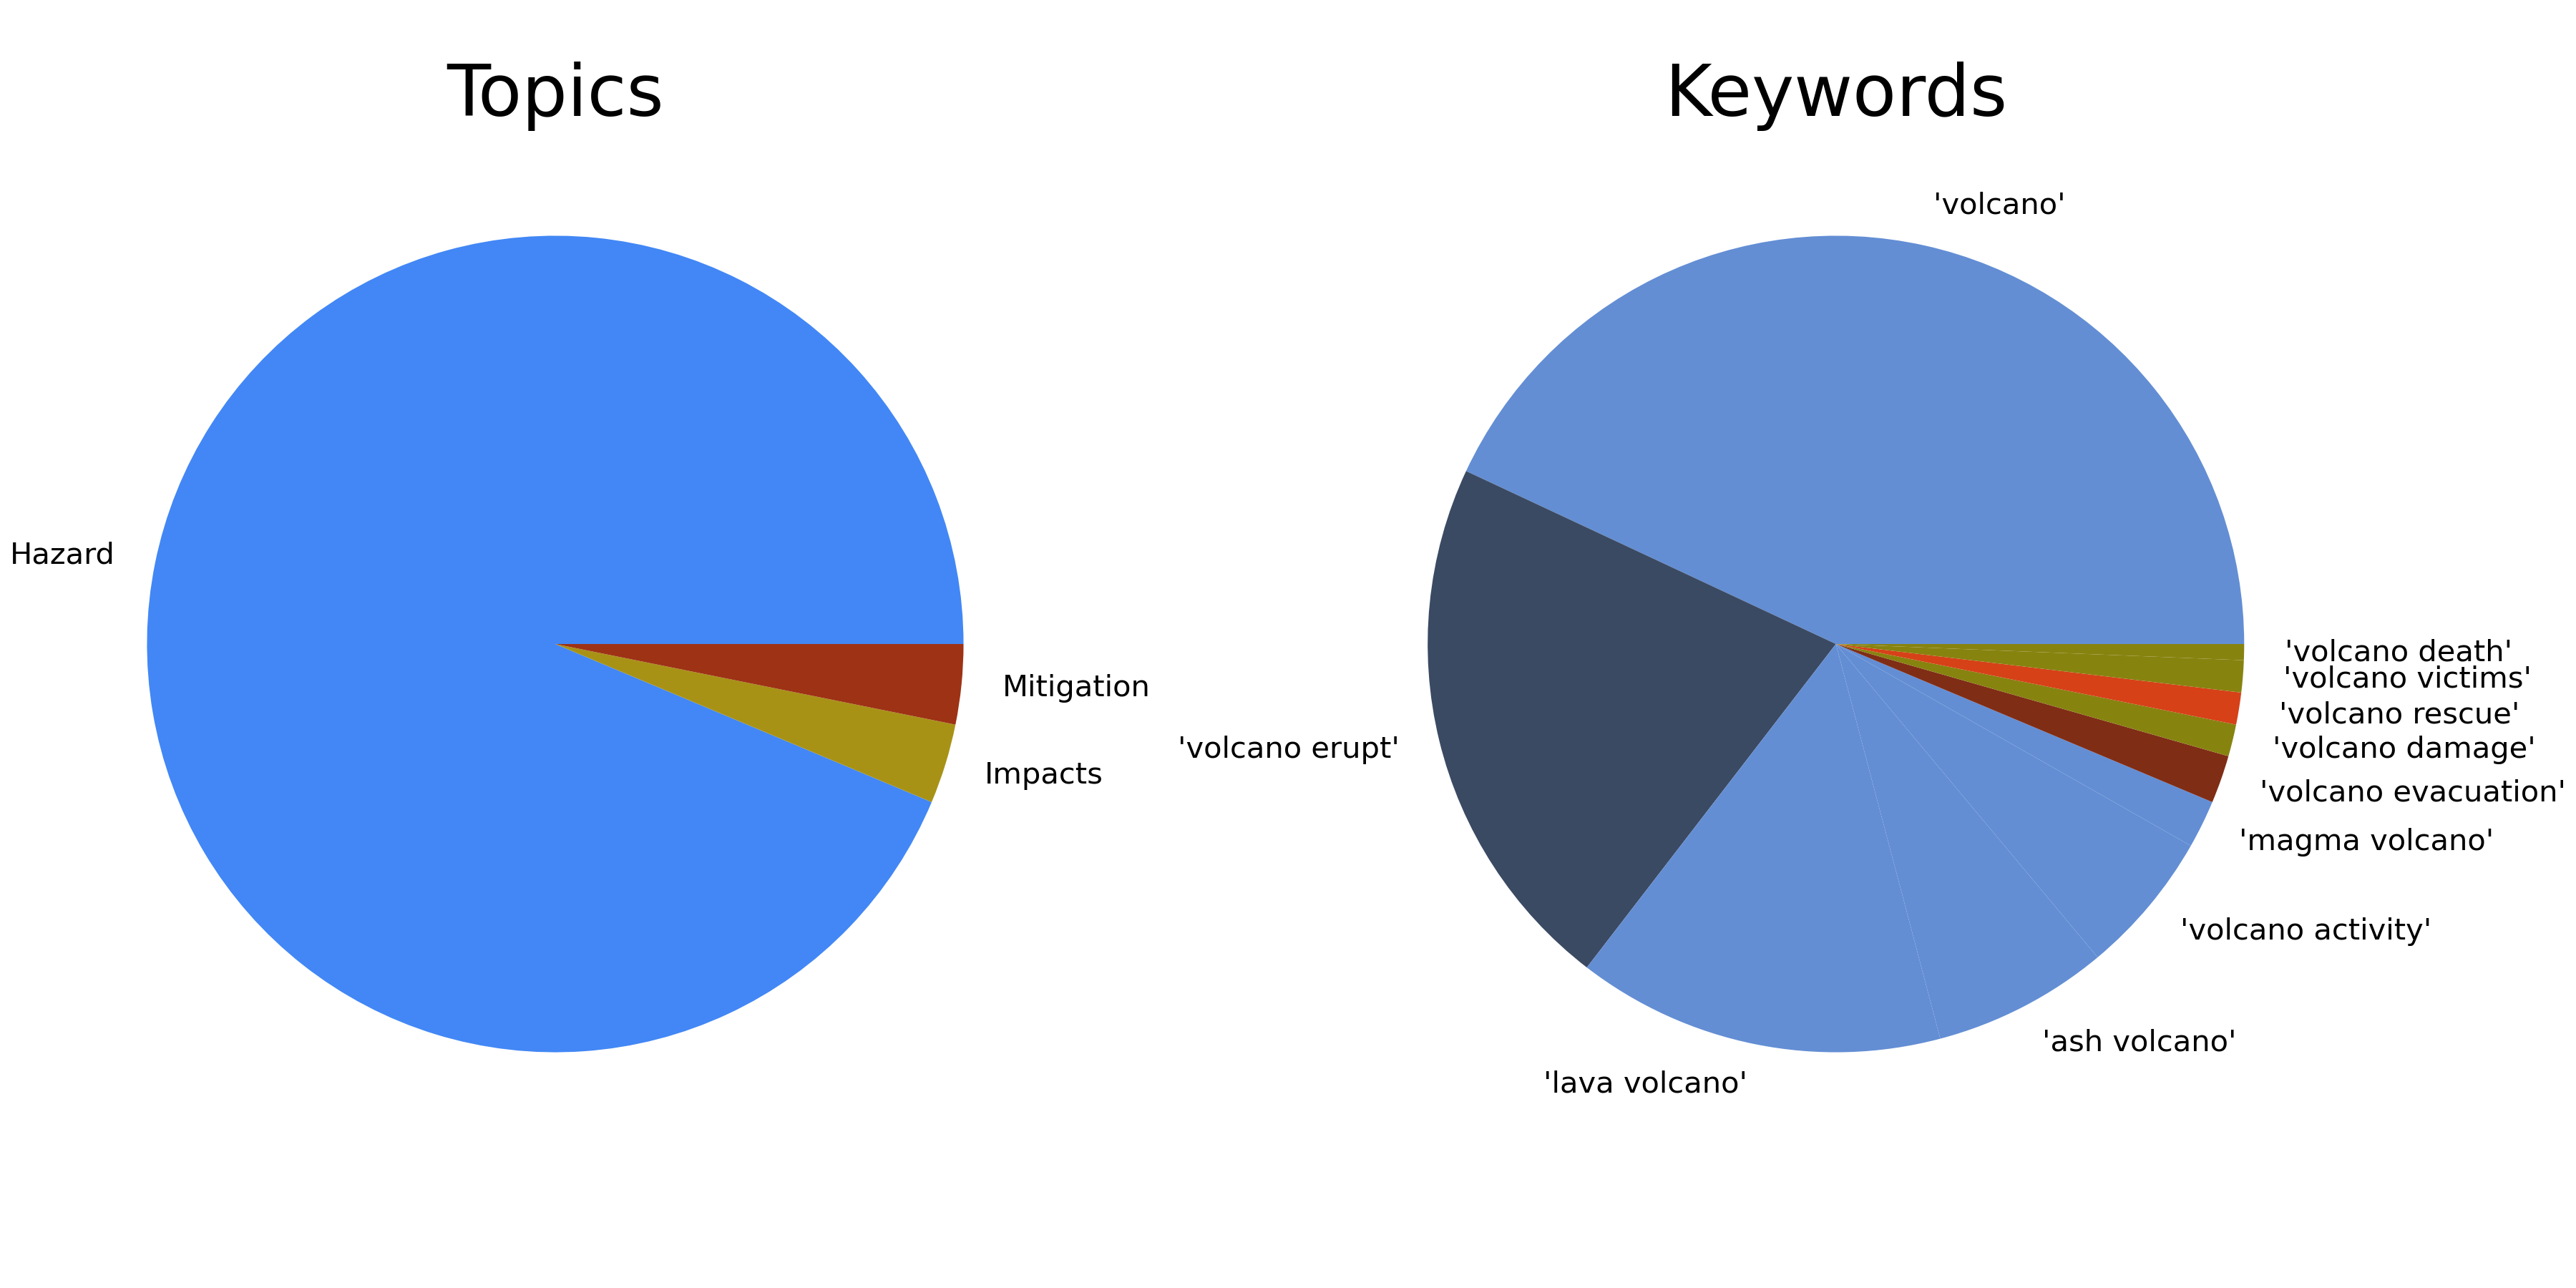 Topics
Hazard
Mitigation
Impacts
Keywords
'volcano'
'volcano erupt'
'lava volcano'
'ash volcano'
'volcano activity'
'magma volcano'
'volcano evacuation'
'volcano damage'
'volcano rescue'
'volcano victims'
'volcano death'